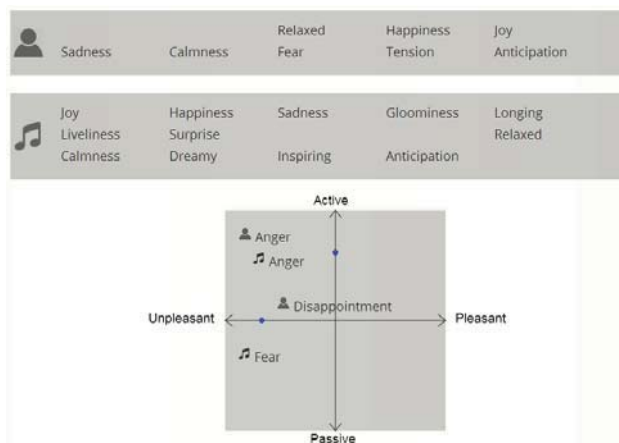 Relaxed Happiness Joy
Sadness Calmness Fear Tension Anticipation
Joy Happiness Sadness Gloominess Longing
Liveliness Surprise Relaxed
Calmness Dreamy Inspiring Anticipation
Active
Anger
Anger
Disappointment
Unpleasant Pleasant
Fear
Passive